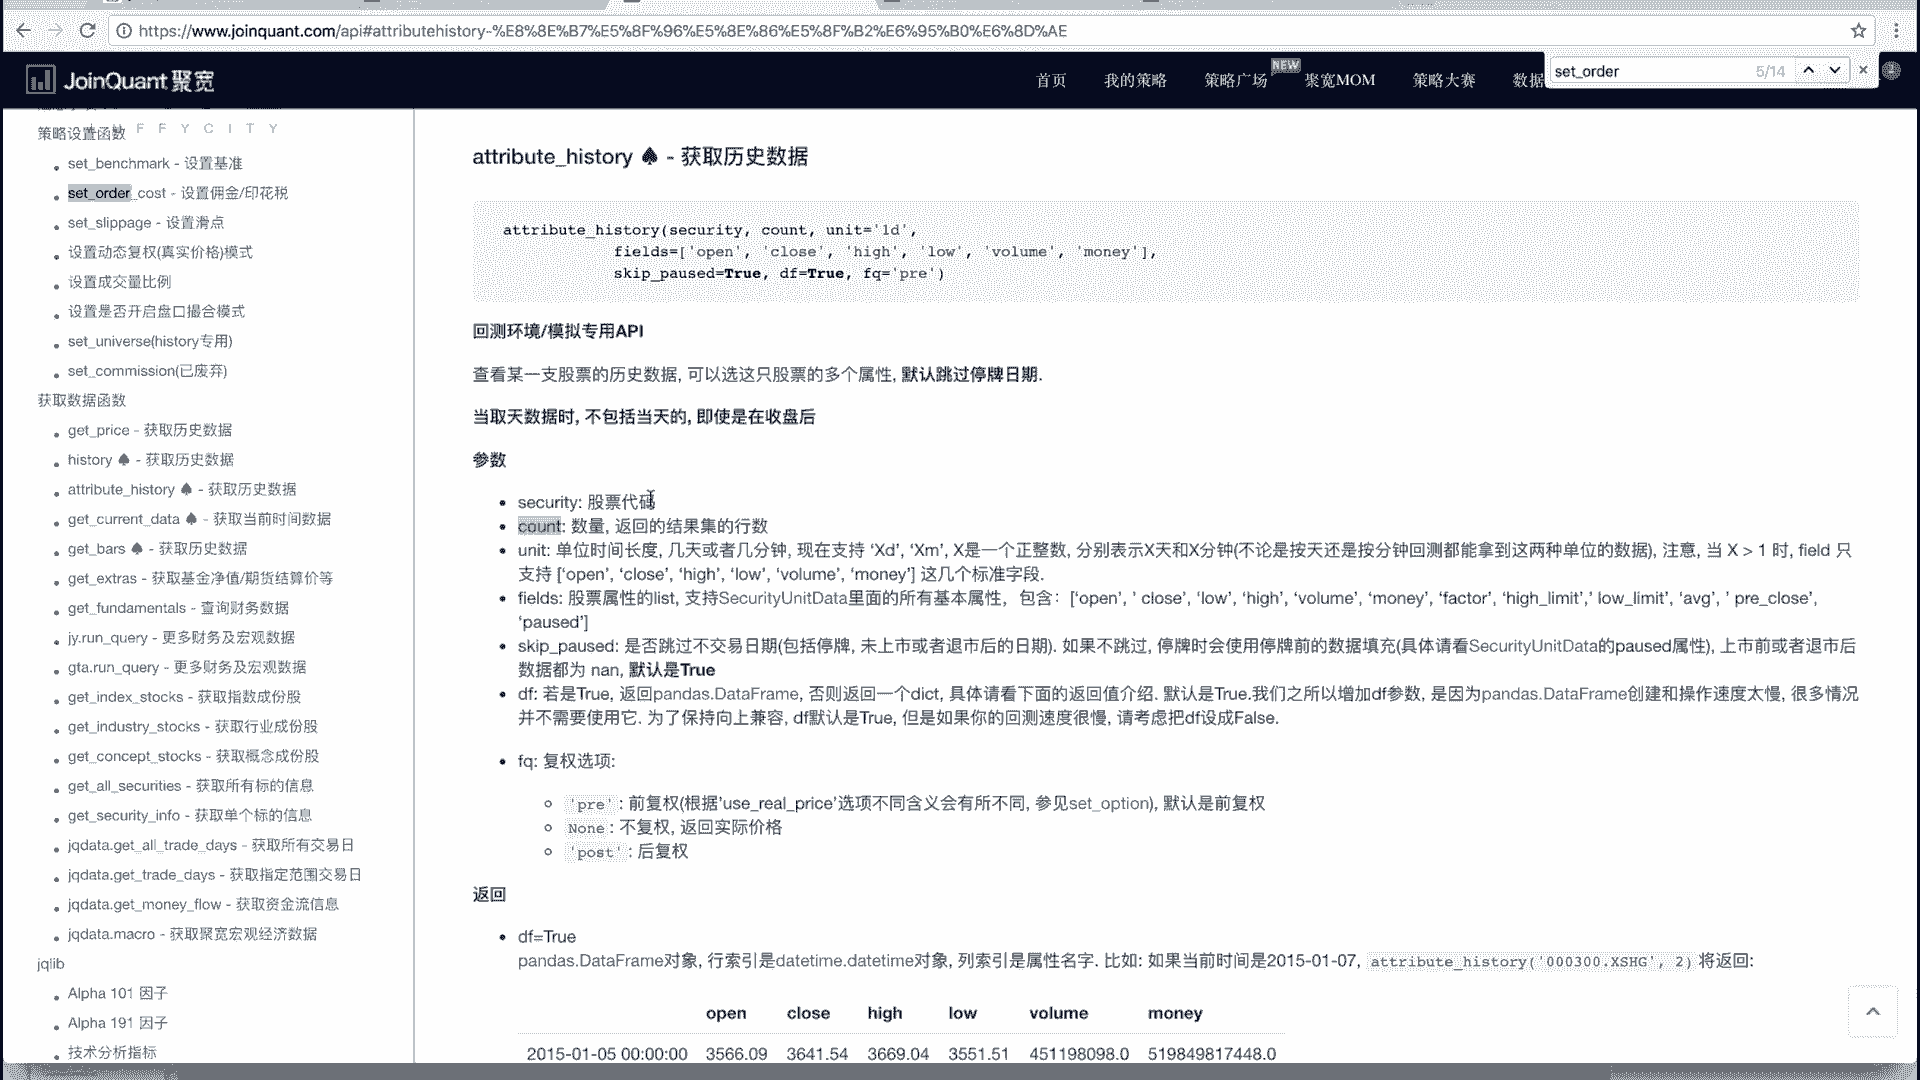 https://www.joinquant.com/api#attributehistory-%E8%8E%B7%E5%8F%96%E5%8E%86%E5%8F%B2%E6%95%B0%E6%8D%AE
JoinQuant 聚宽
首页 我的策略 策略广场 NEW 聚宽MOM 策略大赛 数据
set_order 5/14
策略设置函数
F F Y C I T Y
set_benchmark - 设置基准
set_order_cost - 设置佣金/印花税
set_slippage - 设置滑点
设置动态复权(真实价格)模式
设置成交量比例
设置是否开启盘口撮合模式
set_universe(history专用)
set_commission(已废弃)
获取数据函数
get_price - 获取历史数据
history ♠ - 获取历史数据
attribute_history ♠ - 获取历史数据
get_current_data ♠ - 获取当前时间数据
get_bars ♠ - 获取历史数据
get_extras - 获取基金净值/期货结算价等
get_fundamentals - 查询财务数据
jy.run_query - 更多财务及宏观数据
gta.run_query - 更多财务及宏观数据
get_index_stocks - 获取指数成份股
get_industry_stocks - 获取行业成份股
get_concept_stocks - 获取概念成份股
get_all_securities - 获取所有标的信息
get_security_info - 获取单个标的信息
jqdata.get_all_trade_days - 获取所有交易日
jqdata.get_trade_days - 获取指定范围交易日
jqdata.get_money_flow - 获取资金流信息
jqdata.macro - 获取聚宽宏观经济数据
jqlib
Alpha 101 因子
Alpha 191 因子
技术分析指标
attribute_history ♠ - 获取历史数据
attribute_history(security, count, unit='1d',
fields=['open', 'close', 'high', 'low', 'volume', 'money'],
skip_paused=True, df=True, fq='pre')
回测环境/模拟专用API
查看某一支股票的历史数据, 可以选这只股票的多个属性, 默认跳过停牌日期.
当取天数据时, 不包括当天的, 即使是在收盘后
参数
security: 股票代码
count: 数量, 返回的结果集的行数
unit: 单位时间长度, 几天或者几分钟, 现在支持 ‘Xd’, ‘Xm’, X是一个正整数, 分别表示X天和X分钟(不论是按天还是按分钟回测都能拿到这两种单位的数据), 注意, 当 X > 1 时, field 只
支持 [‘open’, ‘close’, ‘high’, ‘low’, ‘volume’, ‘money’] 这几个标准字段.
fields: 股票属性的list, 支持SecurityUnitData里面的所有基本属性，包含：[‘open’, ’ close’, ‘low’, ‘high’, ‘volume’, ‘money’, ‘factor’, ‘high_limit’,’ low_limit’, ‘avg’, ’ pre_close’,
‘paused’]
skip_paused: 是否跳过不交易日期(包括停牌, 未上市或者退市后的日期). 如果不跳过, 停牌时会使用停牌前的数据填充(具体请看SecurityUnitData的paused属性), 上市前或者退市后
数据都为 nan, 默认是True
df: 若是True, 返回pandas.DataFrame, 否则返回一个dict, 具体请看下面的返回值介绍. 默认是True.我们之所以增加df参数, 是因为pandas.DataFrame创建和操作速度太慢, 很多情况
并不需要使用它. 为了保持向上兼容, df默认是True, 但是如果你的回测速度很慢, 请考虑把df设成False.
fq: 复权选项:
'pre' : 前复权(根据’use_real_price’选项不同含义会有所不同, 参见set_option), 默认是前复权
None : 不复权, 返回实际价格
'post' : 后复权
返回
df=True
pandas.DataFrame对象, 行索引是datetime.datetime对象, 列索引是属性名字. 比如: 如果当前时间是2015-01-07, attribute_history('000300.XSHG', 2) 将返回:
open close high low volume money
2015-01-05 00:00:00 3566.09 3641.54 3669.04 3551.51 451198098.0 519849817448.0